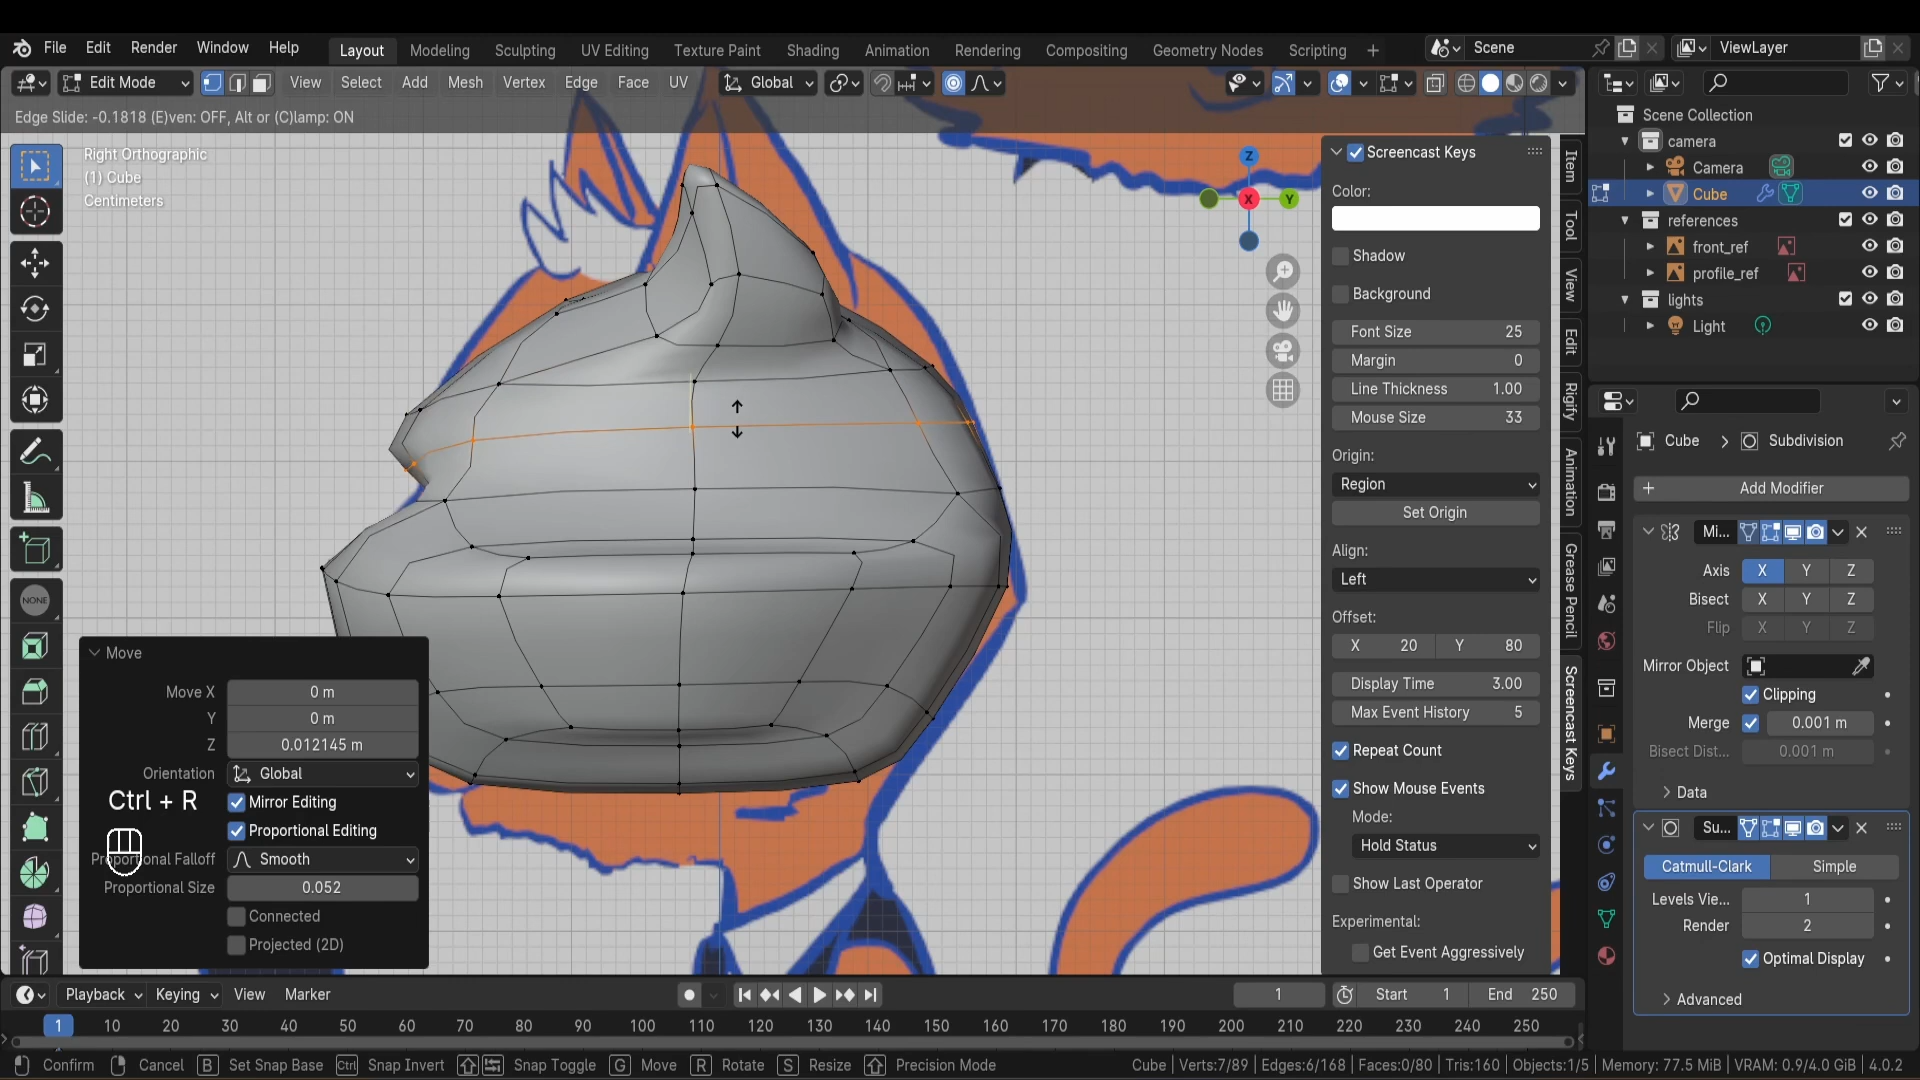 File Edit Render Window Help Layout Modeling Sculpting UV Editing Texture Paint Shading Animation Rendering Compositing Geometry Nodes Scripting + Scene ViewLayer
Edit Mode View Select Add Mesh Vertex Edge Face UV Global
Edge Slide: -0.1818 (E)ven: OFF, Alt or (C)lamp: ON
Right Orthographic
(1) Cube
Centimeters
Z
Y
X
Screencast Keys
Color:
Shadow
Background
Font Size 25
Margin 0
Line Thickness 1.00
Mouse Size 33
Origin:
Region
Set Origin
Align:
Left
Offset:
X 20 Y 80
Display Time 3.00
Max Event History 5
Repeat Count
Show Mouse Events
Mode:
Hold Status
Show Last Operator
Experimental:
Get Event Aggressively
Item
Tool
View
Edit
Rigify
Animation
Grease Pencil
Screencast Keys
Scene Collection
camera
Camera
Cube
references
front_ref
profile_ref
lights
Light
Cube > Subdivision
+ Add Modifier
Mi...
Axis X Y Z
Bisect X Y Z
Flip X Y Z
Mirror Object
Clipping
Merge 0.001 m
Bisect Dist... 0.001 m
Data
Su...
Catmull-Clark Simple
Levels Vie... 1
Render 2
Optimal Display
Advanced
NONE
Move
Move X 0 m
Y 0 m
Z 0.012145 m
Orientation Global
Mirror Editing
Proportional Editing
Proportional Falloff Smooth
Proportional Size 0.052
Connected
Projected (2D)
Ctrl + R
Playback Keying View Marker 1 Start 1 End 250
1 10 20 30 40 50 60 70 80 90 100 110 120 130 140 150 160 170 180 190 200 210 220 230 240 250
Confirm Cancel B Set Snap Base Ctrl Snap Invert Snap Toggle G Move R Rotate S Resize Precision Mode Cube | Verts:7/89 | Edges:6/168 | Faces:0/80 | Tris:160 | Objects:1/5 | Memory: 77.5 MiB | VRAM: 0.9/4.0 GiB | 4.0.2